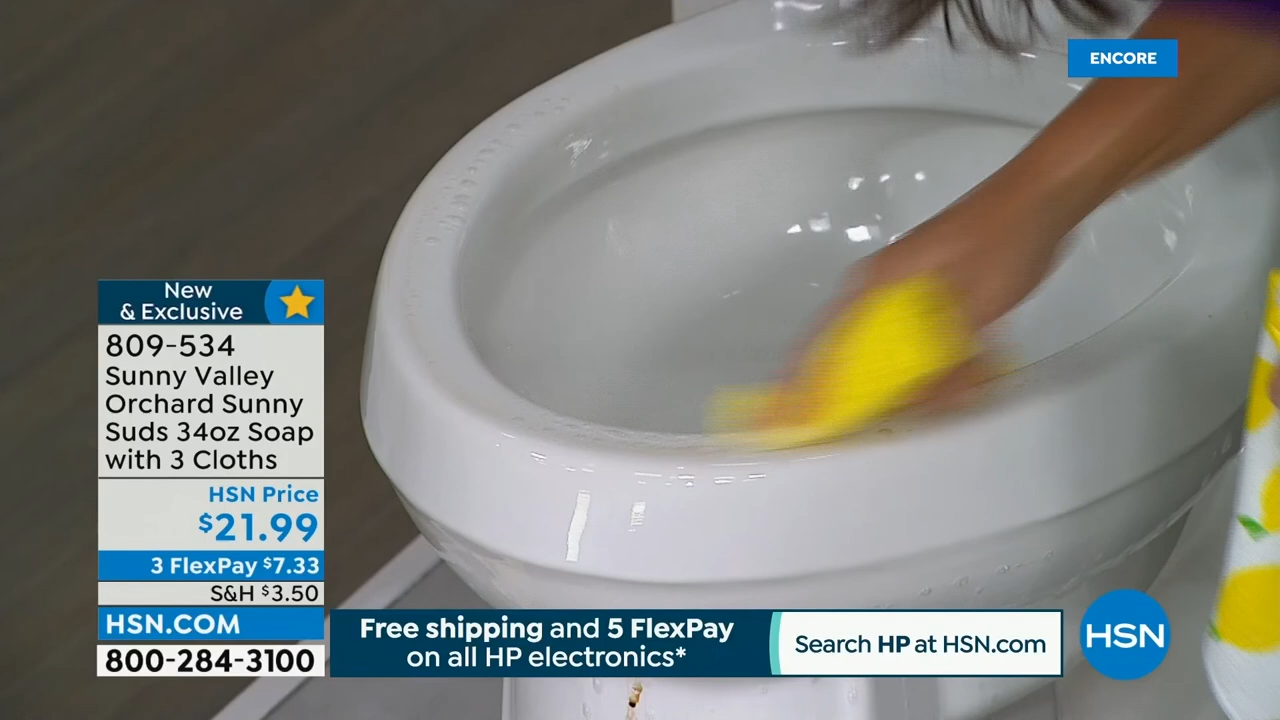 ENCORE
New
& Exclusive
809-534
Sunny Valley
Orchard Sunny
Suds 34oz Soap
with 3 Cloths
HSN Price
$21.99
3 FlexPay $7.33
S&H $3.50
HSN.COM
800-284-3100
Free shipping and 5 FlexPay
on all HP electronics*
Search HP at HSN.com
HSN